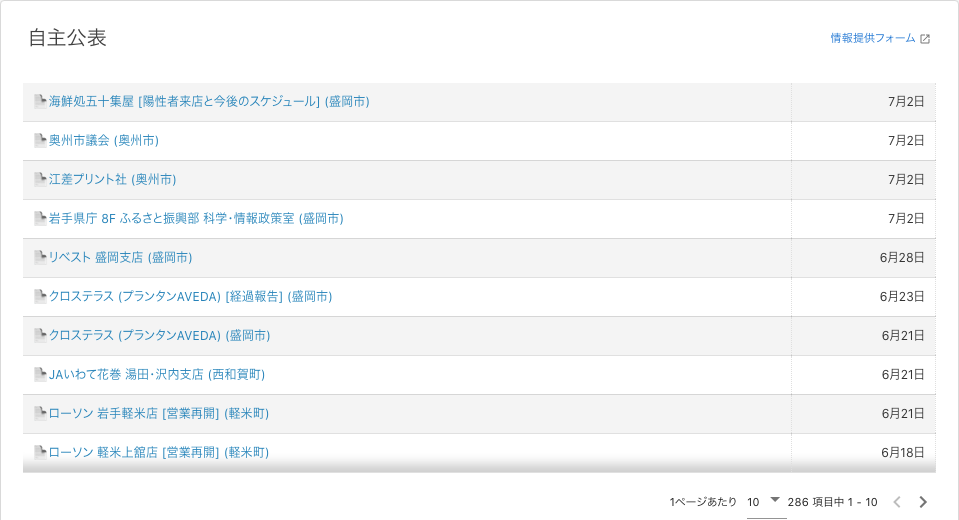 自主公表
情報提供フォーム
海鮮処五十集屋 [陽性者来店と今後のスケジュール] (盛岡市) 7月2日
奥州市議会 (奥州市) 7月2日
江差プリント社 (奥州市) 7月2日
岩手県庁 8F ふるさと振興部 科学・情報政策室 (盛岡市) 7月2日
リベスト 盛岡支店 (盛岡市) 6月28日
クロステラス (プランタンAVEDA) [経過報告] (盛岡市) 6月23日
クロステラス (プランタンAVEDA) (盛岡市) 6月21日
JAいわて花巻 湯田・沢内支店 (西和賀町) 6月21日
ローソン 岩手軽米店 [営業再開] (軽米町) 6月21日
ローソン 軽米上舘店 [営業再開] (軽米町) 6月18日
1ページあたり 10 286 項目中 1 - 10